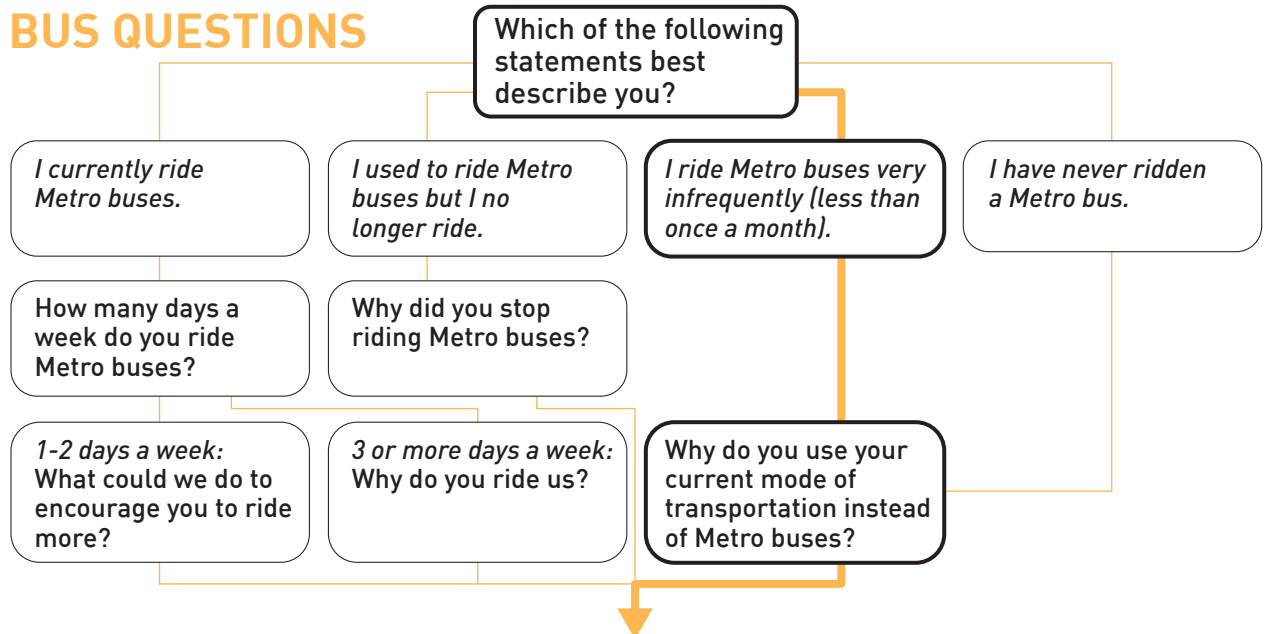 BUS QUESTIONS
Which of the following
statements best
describe you?
I currently ride
Metro buses.
I used to ride Metro
buses but I no
longer ride.
I ride Metro buses very
infrequently (less than
once a month).
I have never ridden
a Metro bus.
How many days a
week do you ride
Metro buses?
Why did you stop
riding Metro buses?
1-2 days a week:
What could we do to
encourage you to ride
more?
3 or more days a week:
Why do you ride us?
Why do you use your
current mode of
transportation instead
of Metro buses?